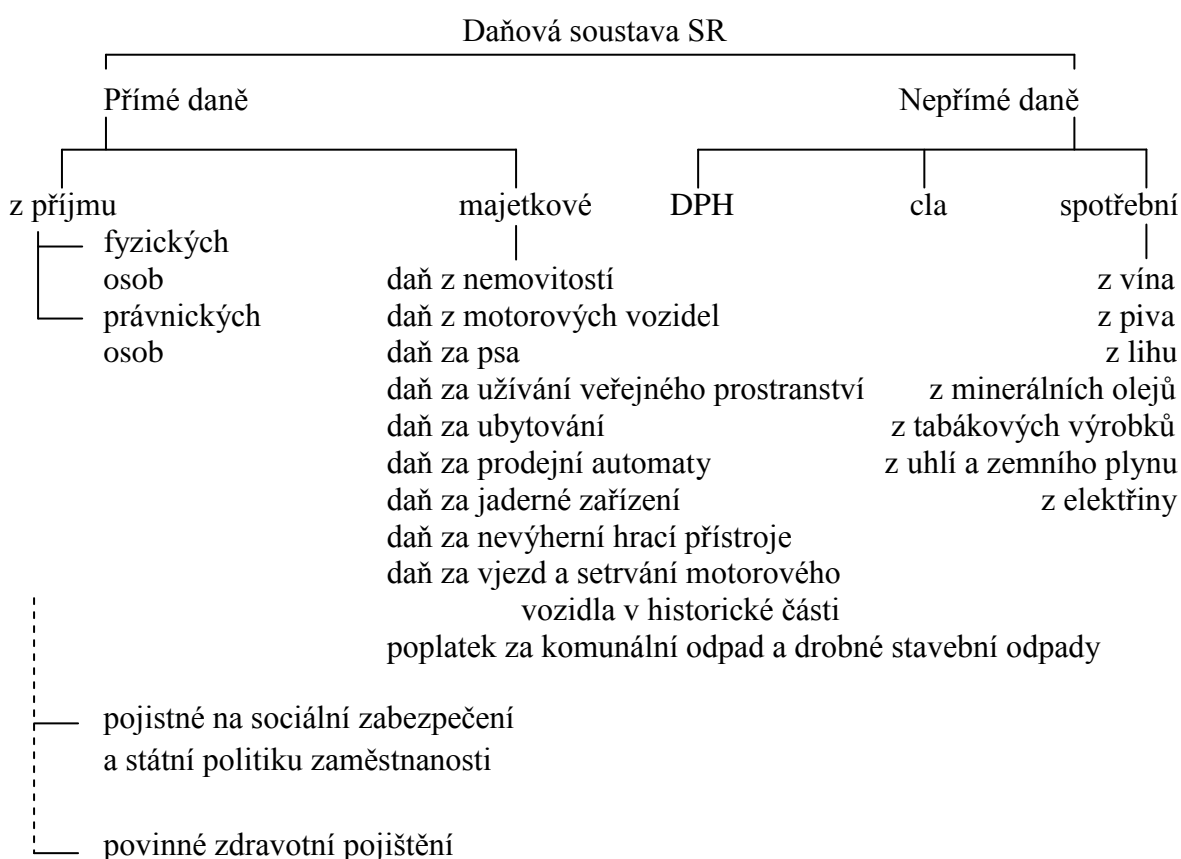 Daňová soustava SR
Přímé daně Nepřímé daně
z příjmu majetkové DPH cla spotřební
fyzických
osob daň z nemovitostí z vína
právnických daň z motorových vozidel z piva
osob daň za psa z lihu
daň za užívání veřejného prostranství z minerálních olejů
daň za ubytování z tabákových výrobků
daň za prodejní automaty z uhlí a zemního plynu
daň za jaderné zařízení z elektřiny
daň za nevýherní hrací přístroje
daň za vjezd a setrvání motorového
vozidla v historické části
poplatek za komunální odpad a drobné stavební odpady
pojistné na sociální zabezpečení
a státní politiku zaměstnanosti
povinné zdravotní pojištění